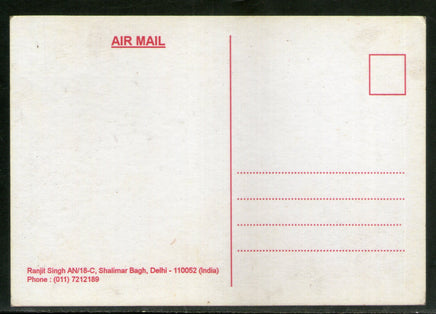 AIR MAIL
Ranjit Singh AN/18-C, Shalimar Bagh, Delhi - 110052 (India)
Phone : (011) 7212189